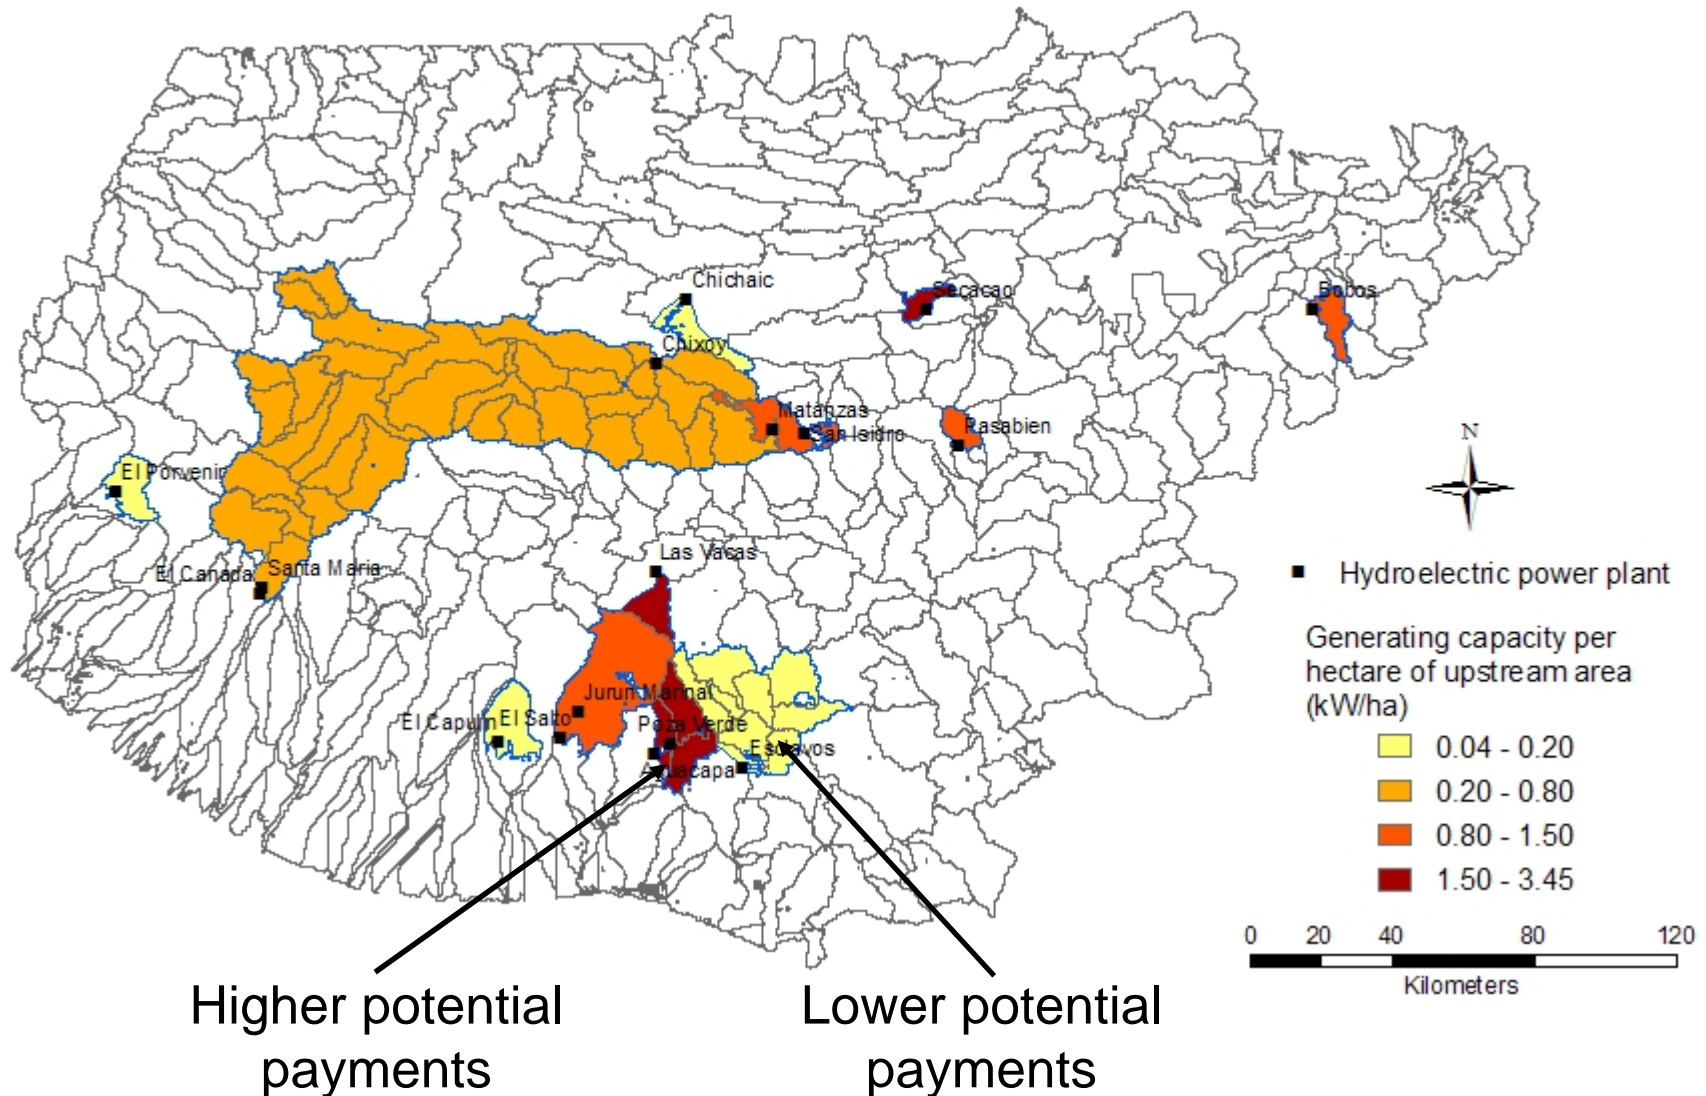 Chichaic
Secacao
Bobos
Chixoy
Matanzas
San Isidro
Pasabien
El Porvenir
N
Las Vacas
El Canada
Santa Maria
Hydroelectric power plant
Generating capacity per
hectare of upstream area
(kW/ha)
Jurun Marinal
El Capulin
El Salto
Poza Verde
Esclavos
Aguacapa
0.04 - 0.20
0.20 - 0.80
0.80 - 1.50
1.50 - 3.45
0 20 40 80 120
Kilometers
Higher potential
payments
Lower potential
payments